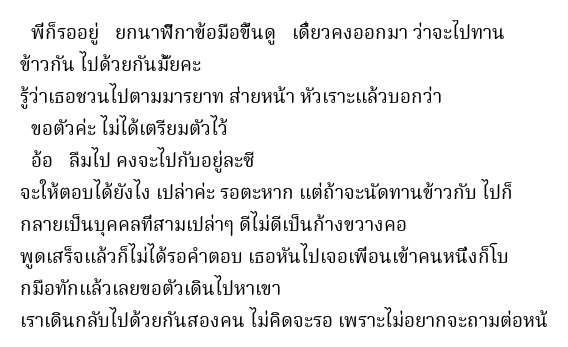 พี่ก็รออยู่ ยกนาฬิกาข้อมือขึ้นดู เดี๋ยวคงออกมา ว่าจะไปทาน
ข้าวกัน ไปด้วยกันมั้ยคะ
รู้ว่าเธอชวนไปตามมารยาท ส่ายหน้า หัวเราะแล้วบอกว่า
ขอตัวค่ะ ไม่ได้เตรียมตัวไว้
อ้อ ลืมไป คงจะไปกับอยู่ละซี
จะให้ตอบได้ยังไง เปล่าค่ะ รอตะหาก แต่ถ้าจะนัดทานข้าวกับ ไปก็
กลายเป็นบุคคลที่สามเปล่าๆ ดีไม่ดีเป็นก้างขวางคอ
พูดเสร็จแล้วก็ไม่ได้รอคำตอบ เธอหันไปเจอเพื่อนเข้าคนหนึ่งก็โบ
กมือทักแล้วเลยขอตัวเดินไปหาเขา
เราเดินกลับไปด้วยกันสองคน ไม่คิดจะรอ เพราะไม่อยากจะถามต่อหน้